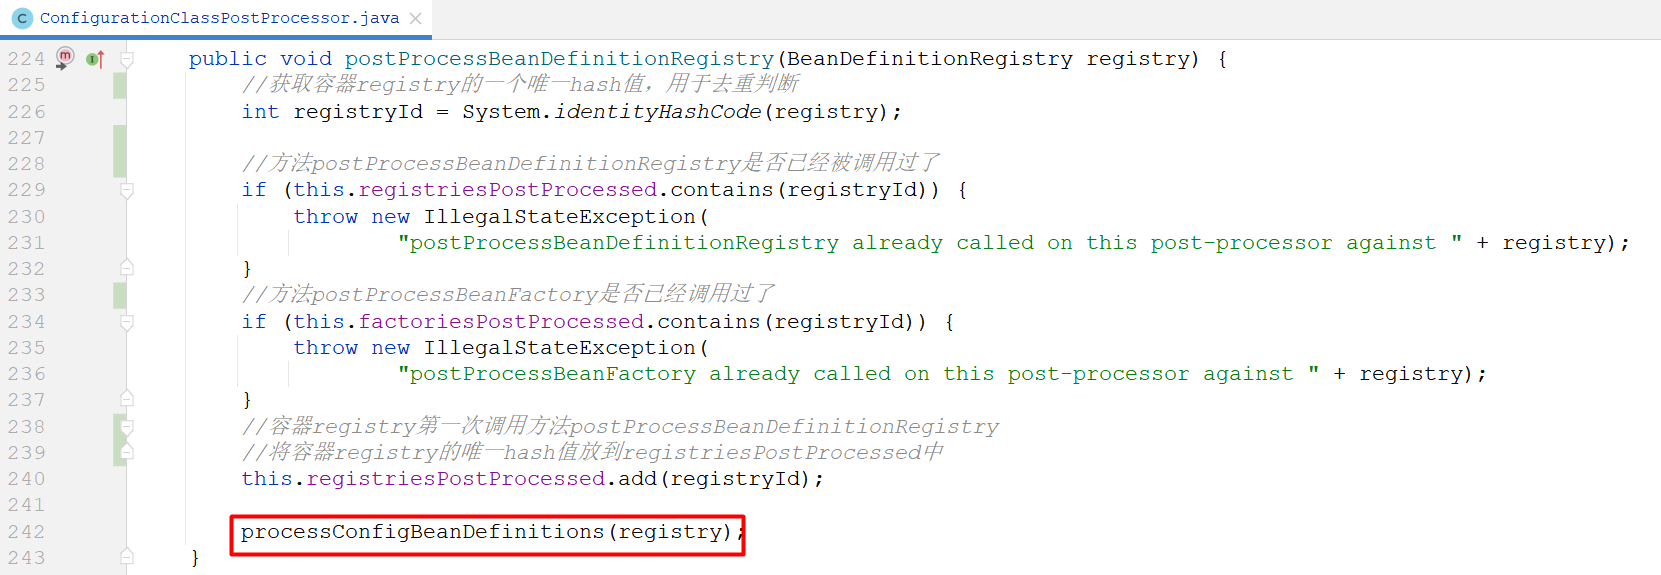 ConfigurationClassPostProcessor.java
224 public void postProcessBeanDefinitionRegistry(BeanDefinitionRegistry registry) {
225 //获取容器registry的一个唯一hash值，用于去重判断
226 int registryId = System.identityHashCode(registry);
227
228 //方法postProcessBeanDefinitionRegistry是否已经被调用过了
229 if (this.registriesPostProcessed.contains(registryId)) {
230 throw new IllegalStateException(
231 "postProcessBeanDefinitionRegistry already called on this post-processor against " + registry);
232 }
233 //方法postProcessBeanFactory是否已经调用过了
234 if (this.factoriesPostProcessed.contains(registryId)) {
235 throw new IllegalStateException(
236 "postProcessBeanFactory already called on this post-processor against " + registry);
237 }
238 //容器registry第一次调用方法postProcessBeanDefinitionRegistry
239 //将容器registry的唯一hash值放到registriesPostProcessed中
240 this.registriesPostProcessed.add(registryId);
241
242 processConfigBeanDefinitions(registry);
243 }